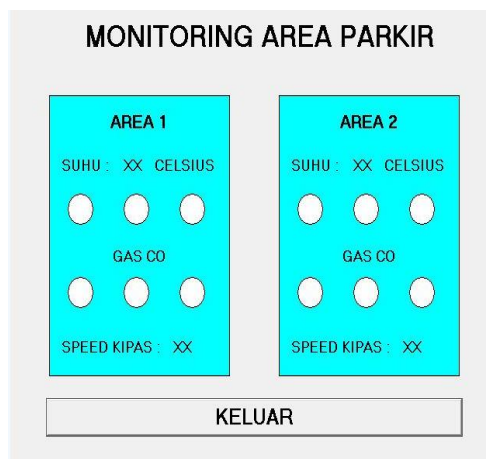 MONITORING AREA PARKIR
AREA 1
SUHU : XX CELSIUS
GAS CO
SPEED KIPAS : XX
AREA 2
SUHU : XX CELSIUS
GAS CO
SPEED KIPAS : XX
KELUAR